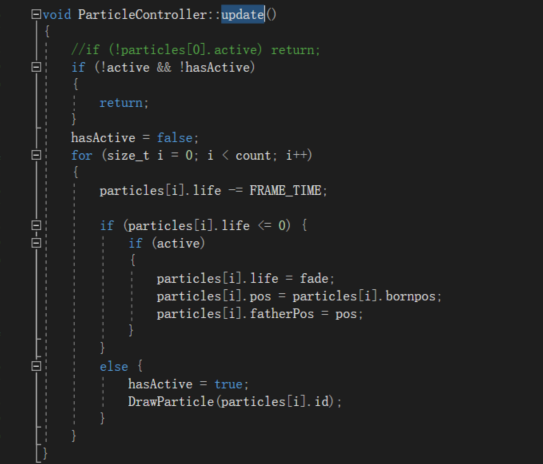 void ParticleController::update()
{
//if (!particles[0].active) return;
if (!active && !hasActive)
{
return;
}
hasActive = false;
for (size_t i = 0; i < count; i++)
{
particles[i].life -= FRAME_TIME;
if (particles[i].life <= 0) {
if (active)
{
particles[i].life = fade;
particles[i].pos = particles[i].bornpos;
particles[i].fatherPos = pos;
}
}
else {
hasActive = true;
DrawParticle(particles[i].id);
}
}
}